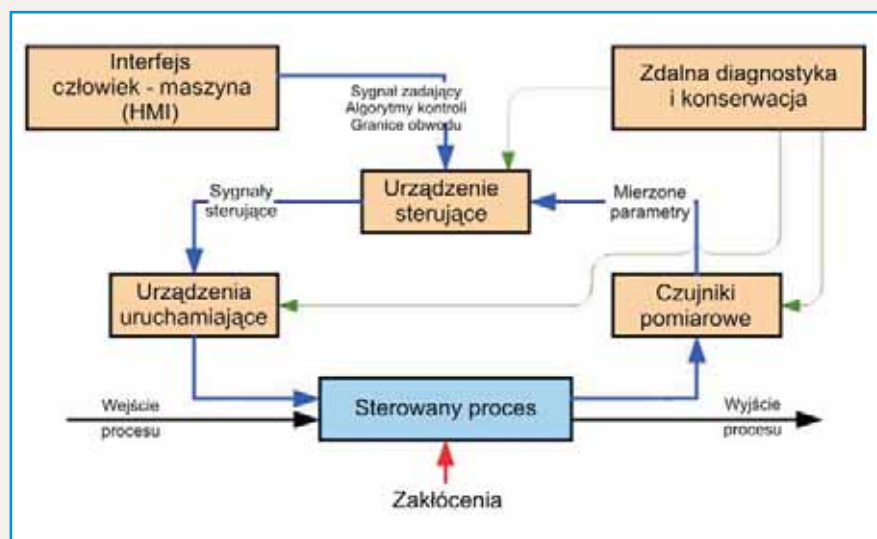 Interfejs
człowiek - maszyna
(HMI)
Sygnał zadający
Algorytmy kontroli
Granice obwodu
Zdalna diagnostyka
i konserwacja
Sygnały
sterujące
Urządzenie
sterujące
Mierzone
parametry
Urządzenia
uruchamiające
Czujniki
pomiarowe
Wejście
procesu
Sterowany proces
Wyjście
procesu
Zakłócenia